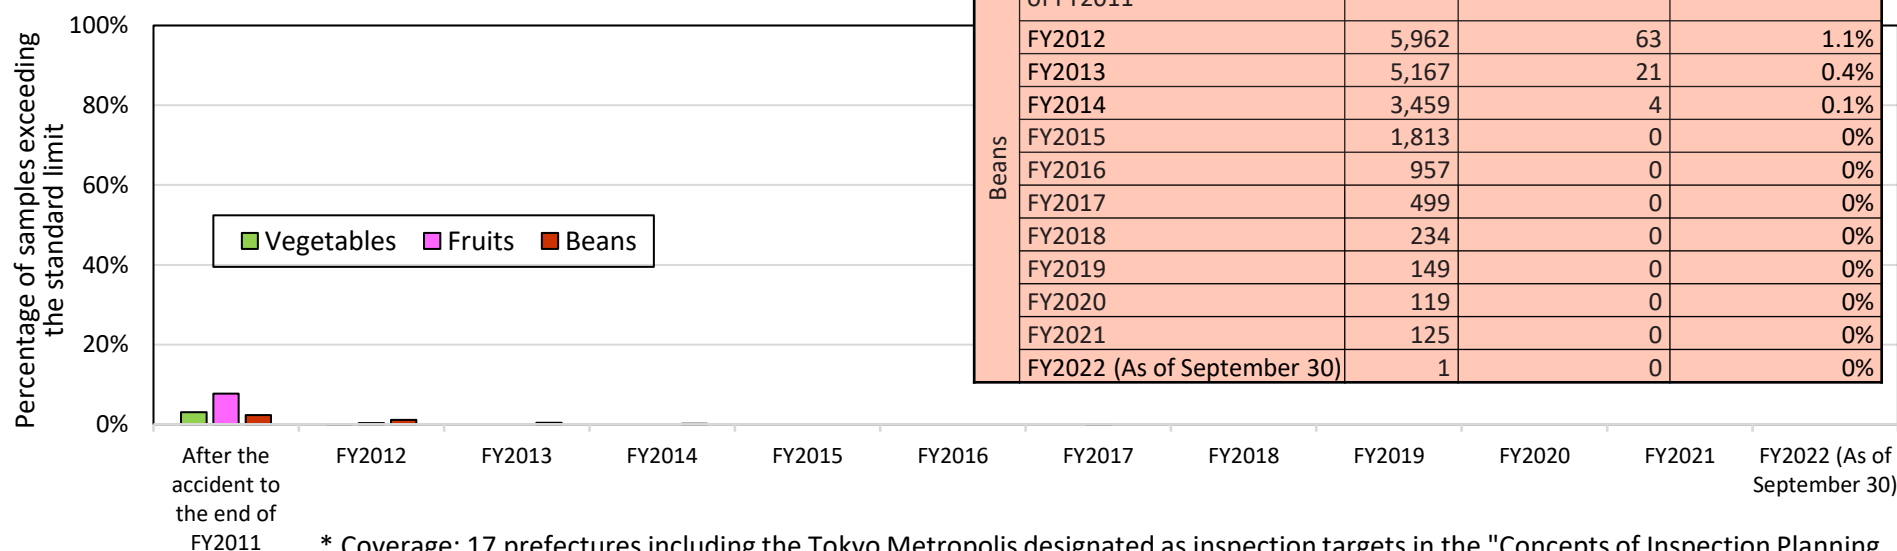 Percentage of samples exceeding
the standard limit
100%
80%
60%
40%
20%
0%
Vegetables Fruits Beans
Beans
of FY2011
FY2012 5,962 63 1.1%
FY2013 5,167 21 0.4%
FY2014 3,459 4 0.1%
FY2015 1,813 0 0%
FY2016 957 0 0%
FY2017 499 0 0%
FY2018 234 0 0%
FY2019 149 0 0%
FY2020 119 0 0%
FY2021 125 0 0%
FY2022 (As of September 30) 1 0 0%
After the
accident to
the end of
FY2011
FY2012
FY2013
FY2014
FY2015
FY2016
FY2017
FY2018
FY2019
FY2020
FY2021
FY2022 (As of
September 30)
* Coverage: 17 prefectures including the Tokyo Metropolis designated as inspection targets in the "Concepts of Inspection Planning